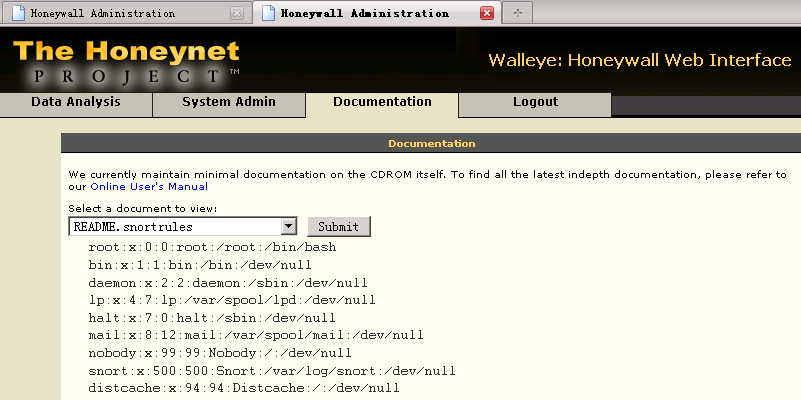 Honeywall Administration
Honeywall Administration
The Honeynet
PROJECT™
Walleye: Honeywall Web Interface
Data Analysis
System Admin
Documentation
Logout
Documentation
We currently maintain minimal documentation on the CDROM itself. To find all the latest indepth documentation, please refer to
our Online User's Manual
Select a document to view:
README.snortrules
Submit
root:x:0:0:root:/root:/bin/bash
bin:x:1:1:bin:/bin:/dev/null
daemon:x:2:2:daemon:/sbin:/dev/null
lp:x:4:7:lp:/var/spool/lpd:/dev/null
halt:x:7:0:halt:/sbin:/dev/null
mail:x:8:12:mail:/var/spool/mail:/dev/null
nobody:x:99:99:Nobody:/:/dev/null
snort:x:500:500:Snort:/var/log/snort:/dev/null
distcache:x:94:94:Distcache:/:/dev/null